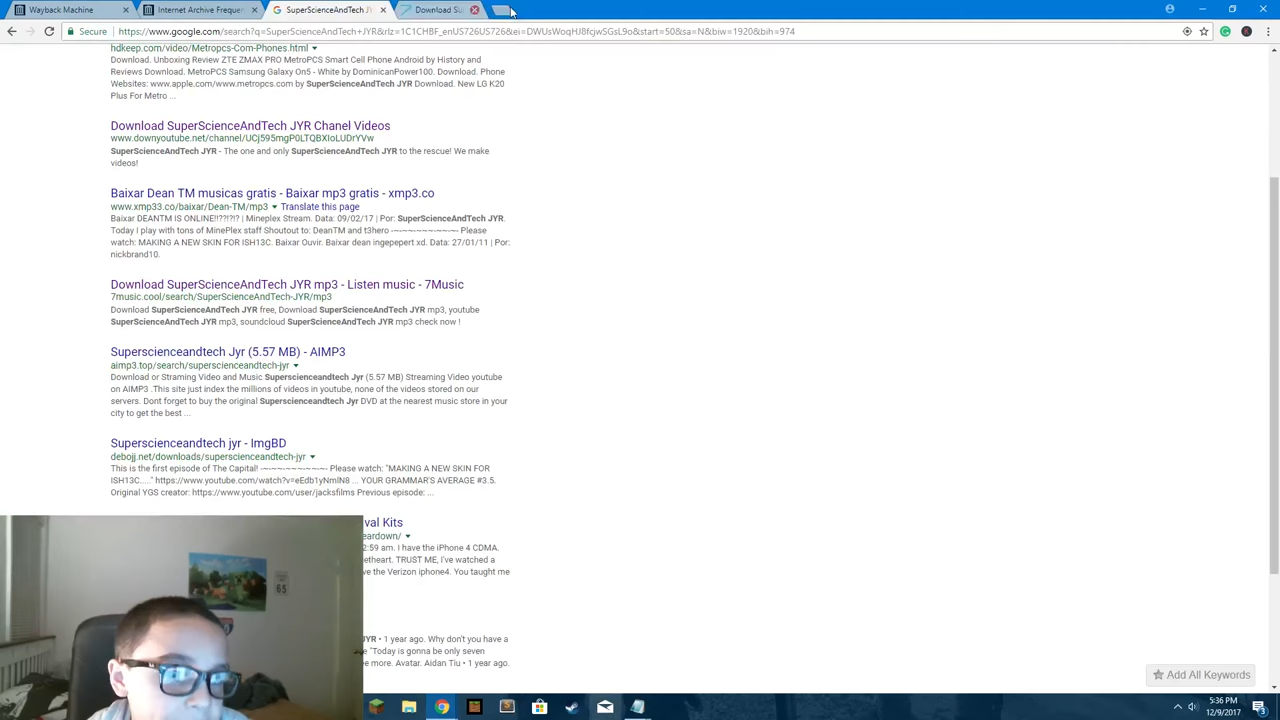 Wayback Machine
Internet Archive Frequen
SuperScienceAndTech JY
Download Su
Secure https://www.google.com/search?q=SuperScienceAndTech+JYR&rlz=1C1CHBF_enUS726US726&ei=DWUsWoqHJ8fcjwSGsL9o&start=50&sa=N&biw=1920&bih=974
hdkeep.com/video/Metropcs-Com-Phones.html
Download. Unboxing Review ZTE ZMAX PRO MetroPCS Smart Cell Phone Android by History and
Reviews Download. MetroPCS Samsung Galaxy On5 - White by DominicanPower100. Download. Phone
Websites: www.apple.com/www.metropcs.com by SuperScienceAndTech JYR Download. New LG K20
Plus For Metro ...
Download SuperScienceAndTech JYR Chanel Videos
www.downyoutube.net/channel/UCj595mgP0LTQBXIoLUDrYVw
SuperScienceAndTech JYR - The one and only SuperScienceAndTech JYR to the rescue! We make
videos!
Baixar Dean TM musicas gratis - Baixar mp3 gratis - xmp3.co
www.xmp33.co/baixar/Dean-TM/mp3 Translate this page
Baixar DEANTM IS ONLINE!!??!?!? | Mineplex Stream. Data: 09/02/17 | Por: SuperScienceAndTech JYR.
Today I play with tons of MinePlex staff Shoutout to: DeanTM and t3hero ~-~~-~~~-~~-~- Please
watch: MAKING A NEW SKIN FOR ISH13C. Baixar Ouvir. Baixar dean ingepepert xd. Data: 27/01/11 | Por:
nickbrand10.
Download SuperScienceAndTech JYR mp3 - Listen music - 7Music
7music.cool/search/SuperScienceAndTech-JYR/mp3
Download SuperScienceAndTech JYR free, Download SuperScienceAndTech JYR mp3, youtube
SuperScienceAndTech JYR mp3, soundcloud SuperScienceAndTech JYR mp3 check now !
Superscienceandtech Jyr (5.57 MB) - AIMP3
aimp3.top/search/superscienceandtech-jyr
Download or Straming Video and Music Superscienceandtech Jyr (5.57 MB) Streaming Video youtube
on AIMP3 .This site just index the millions of videos in youtube, none of the videos stored on our
servers. Dont forget to buy the original Superscienceandtech Jyr DVD at the nearest music store in your
city to get the best ...
Superscienceandtech jyr - ImgBD
debojj.net/downloads/superscienceandtech-jyr
This is the first episode of The Capital! -~-~~-~~~-~~-~- Please watch: "MAKING A NEW SKIN FOR
ISH13C....." https://www.youtube.com/watch?v=eEdb1yNmlN8 ... YOUR GRAMMAR'S AVERAGE #3.5.
Original YGS creator: https://www.youtube.com/user/jacksfilms Previous episode: ...
val Kits
eardown/
2:59 am. I have the iPhone 4 CDMA.
etheart. TRUST ME, I've watched a
ve the Verizon iphone4. You taught me
65
JYR • 1 year ago. Why don't you have a
"Today is gonna be only seven
e more. Avatar. Aidan Tiu • 1 year ago.
Add All Keywords
5:36 PM
12/9/2017